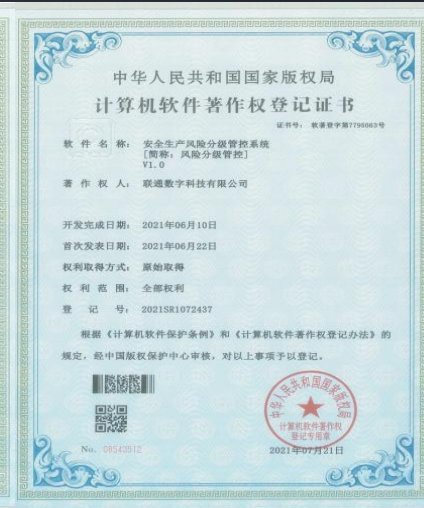 中华人民共和国国家版权局
计算机软件著作权登记证书
证书号: 软著登字第7790663号
软件名称: 安全生产风险分级管控系统
[简称:风险分级管控]
V1.0
著作权人: 联通数字科技有限公司
开发完成日期: 2021年06月10日
首次发表日期: 2021年06月22日
权利取得方式: 原始取得
权利范围: 全部权利
登记号: 2021SR1072437
根据《计算机软件保护条例》和《计算机软件著作权登记办法》的
规定,经中国版权保护中心审核,对以上事项予以登记。
中华人民共和国国家版权局
计算机软件著作权
登记专用章
No. 08543512
2021年07月21日